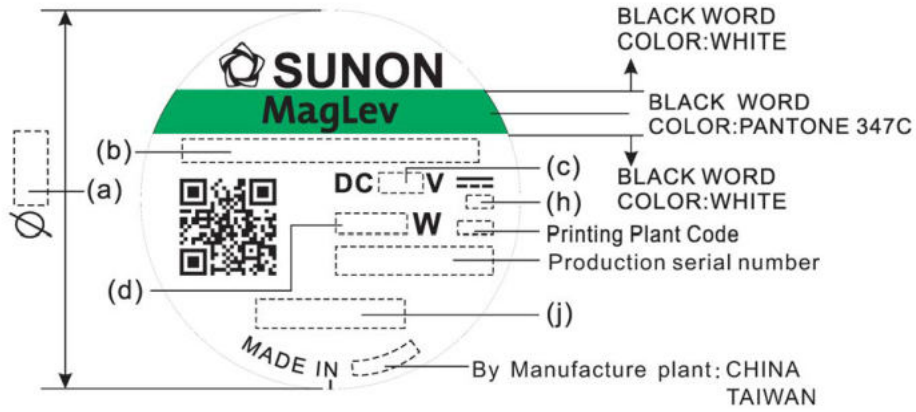 BLACK WORD
COLOR:WHITE
SUNON
MagLev
BLACK WORD
COLOR:PANTONE 347C
(b)
(a)
Ø
DC V
(c)
BLACK WORD
COLOR:WHITE
(h)
W
Printing Plant Code
Production serial number
(d)
(j)
MADE IN
By Manufacture plant: CHINA
TAIWAN